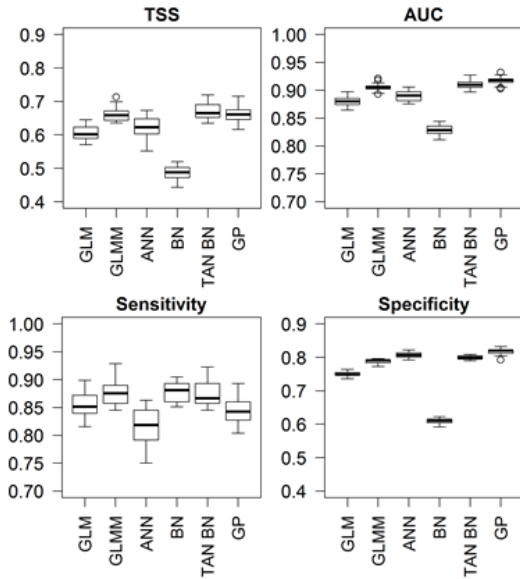 TSS
0.9
0.8
0.7
0.6
0.5
0.4
GLM
GLMM
ANN
BN
TAN BN
GP
AUC
0.95
0.90
0.85
0.80
0.75
0.70
GLM
GLMM
ANN
BN
TAN BN
GP
Sensitivity
1.00
0.95
0.90
0.85
0.80
0.75
0.70
GLM
GLMM
ANN
BN
TAN BN
GP
Specificity
0.9
0.8
0.7
0.6
0.5
0.4
GLM
GLMM
ANN
BN
TAN BN
GP